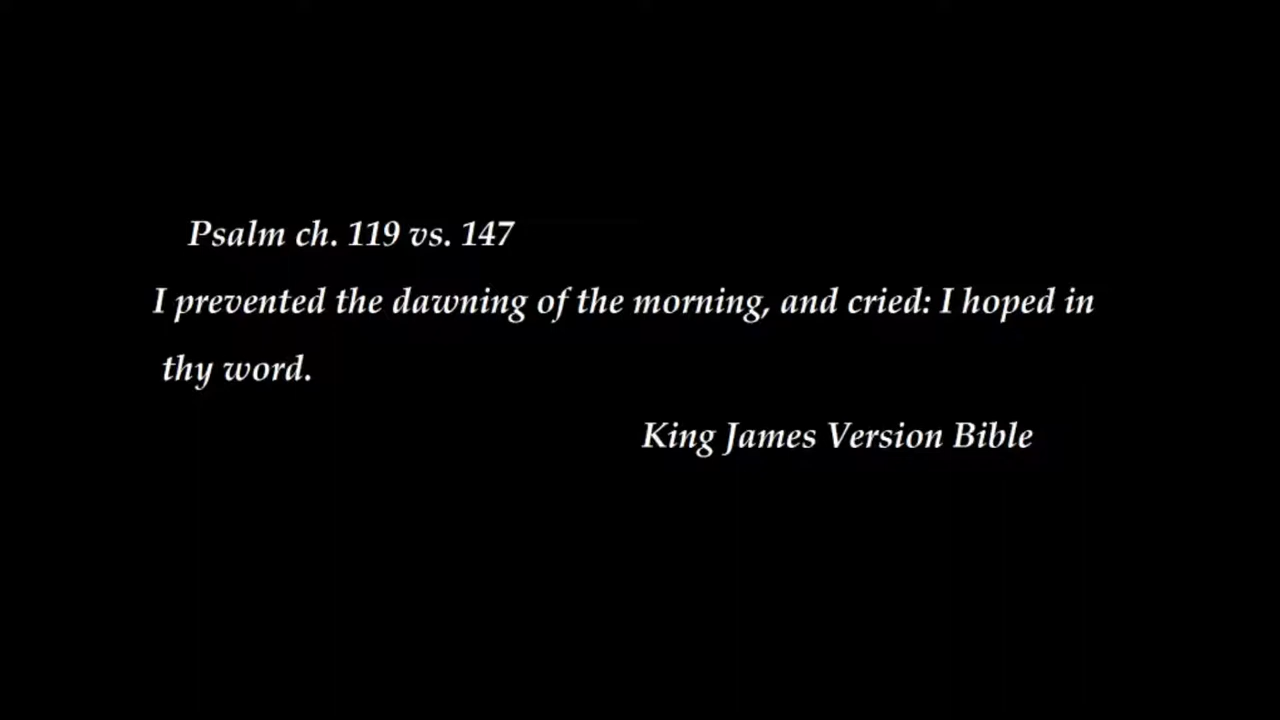 Psalm ch. 119 vs. 147
I prevented the dawning of the morning, and cried: I hoped in
thy word.
King James Version Bible